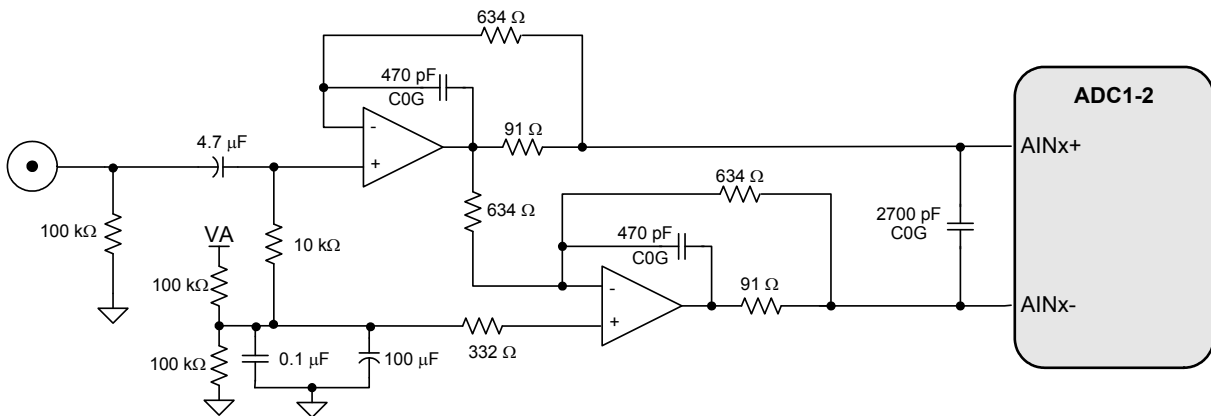 634 Ω
470 pF
C0G
ADC1-2
-
91 Ω
AINx+
4.7 µF
+
634 Ω
634 Ω
2700 pF
C0G
100 kΩ
VA
10 kΩ
470 pF
C0G
100 kΩ
-
91 Ω
AINx-
+
100 kΩ
0.1 µF
100 µF
332 Ω